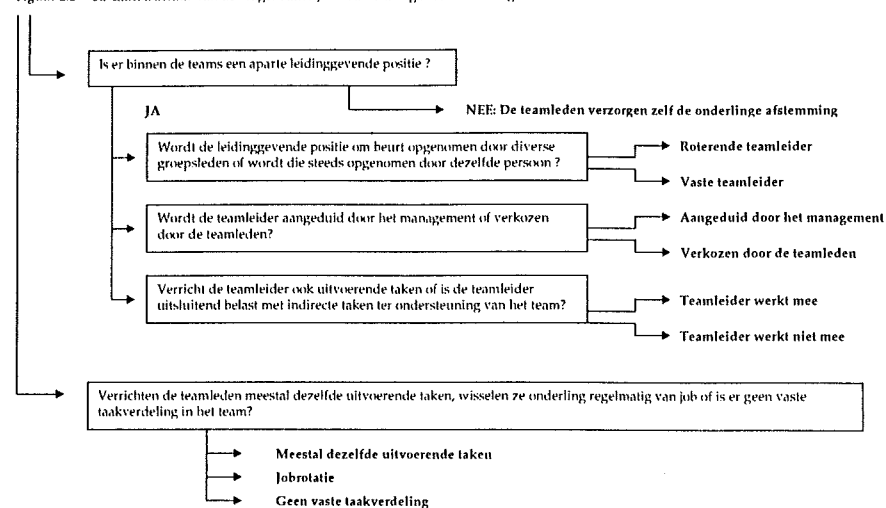 Is er binnen de teams een aparte leidinggevende positie ?
JA
NEE: De teamleden verzorgen zelf de onderlinge afstemming
Wordt de leidinggevende positie om beurt opgenomen door diverse
groepsleden of wordt die steeds opgenomen door dezelfde persoon ?
Roterende teamleider
Vaste teamleider
Wordt de teamleider aangeduid door het management of verkozen
door de teamleden?
Aangeduid door het management
Verkozen door de teamleden
Verricht de teamleider ook uitvoerende taken of is de teamleider
uitsluitend belast met indirecte taken ter ondersteuning van het team?
Teamleider werkt mee
Teamleider werkt niet mee
Verrichten de teamleden meestal dezelfde uitvoerende taken, wisselen ze onderling regelmatig van job of is er geen vaste
taakverdeling in het team?
Meestal dezelfde uitvoerende taken
Jobrotatie
Geen vaste taakverdeling